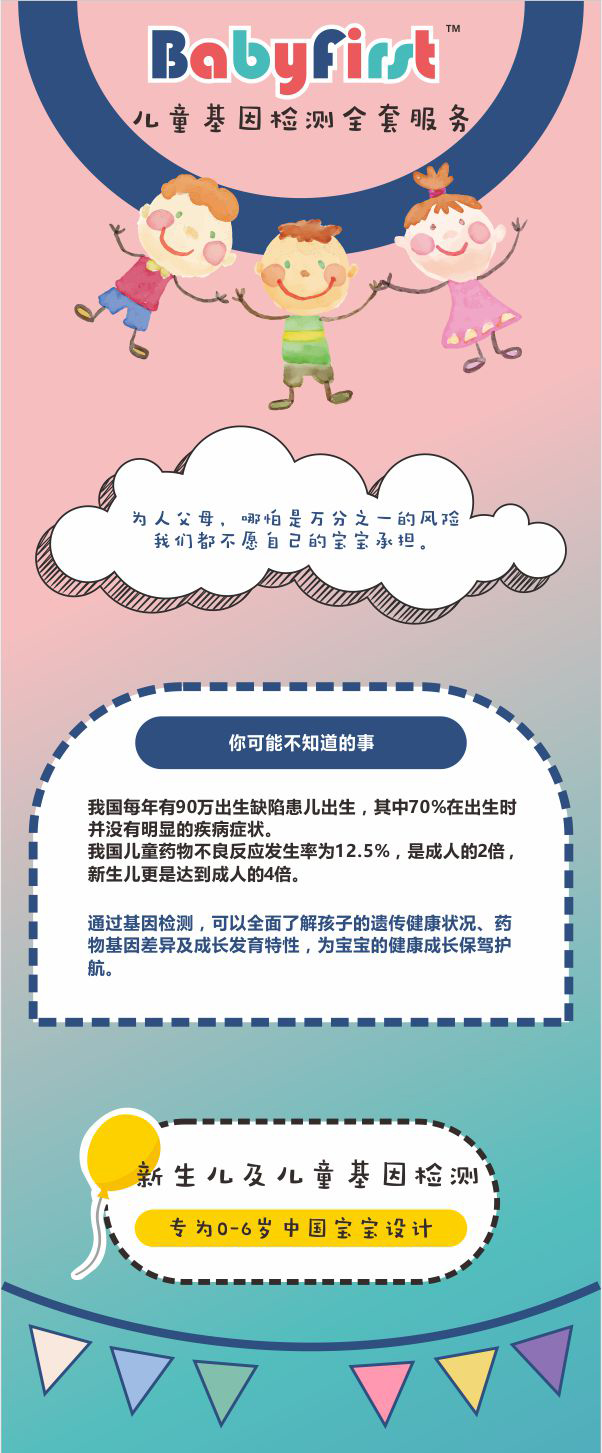 BabyFirst™
儿童基因检测全套服务
为人父母，哪怕是万分之一的风险
我们都不愿自己的宝宝承担。
你可能不知道的事
我国每年有90万出生缺陷患儿出生，其中70%在出生时
并没有明显的疾病症状。
我国儿童药物不良反应发生率为12.5%，是成人的2倍，
新生儿更是达到成人的4倍。
通过基因检测，可以全面了解孩子的遗传健康状况、药
物基因差异及成长发育特性，为宝宝的健康成长保驾护
航。
新生儿及儿童基因检测
专为0-6岁中国宝宝设计